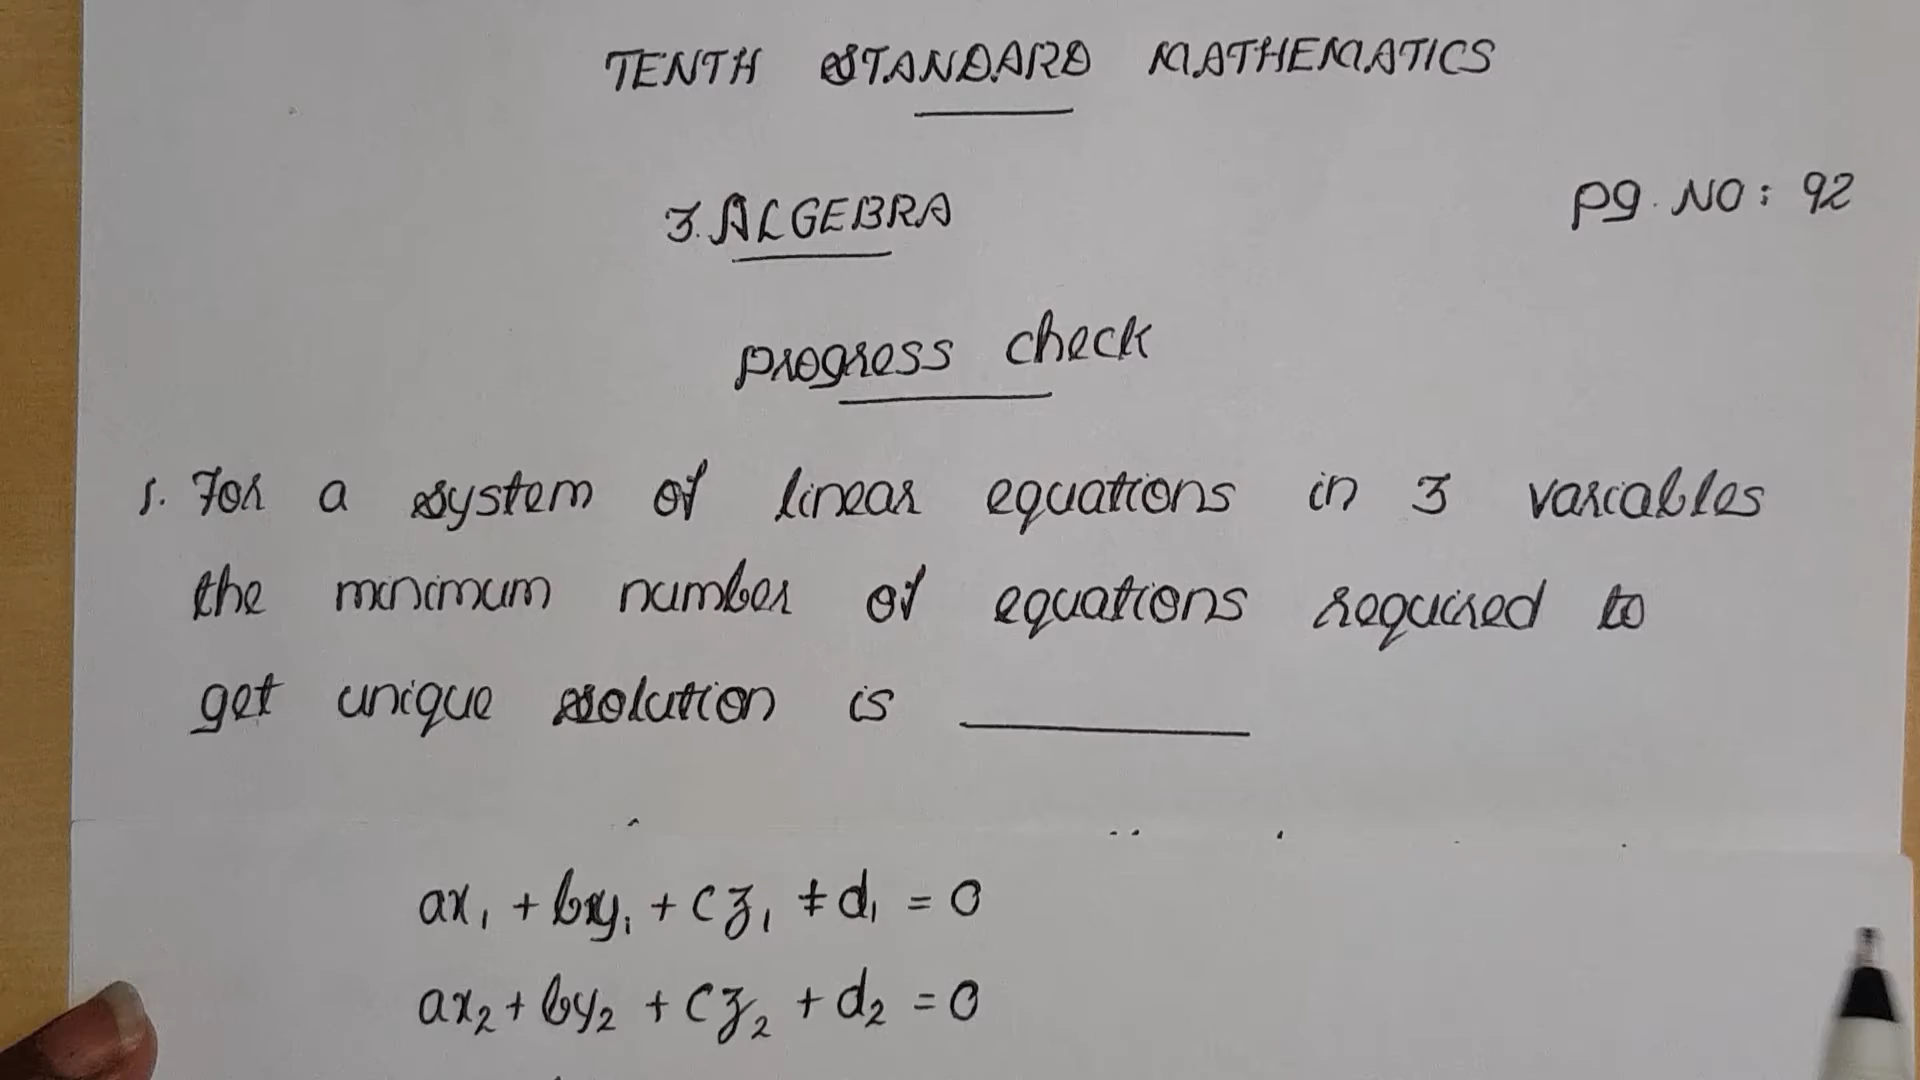 TENTH STANDARD MATHEMATICS
3. ALGEBRA
Pg. NO: 92
progress check
1. For a system of linear equations in 3 variables
the minimum number of equations required to
get unique solution is
ax₁ + by₁ + cz₁ + d₁ = 0
ax₂ + by₂ + cz₂ + d₂ = 0